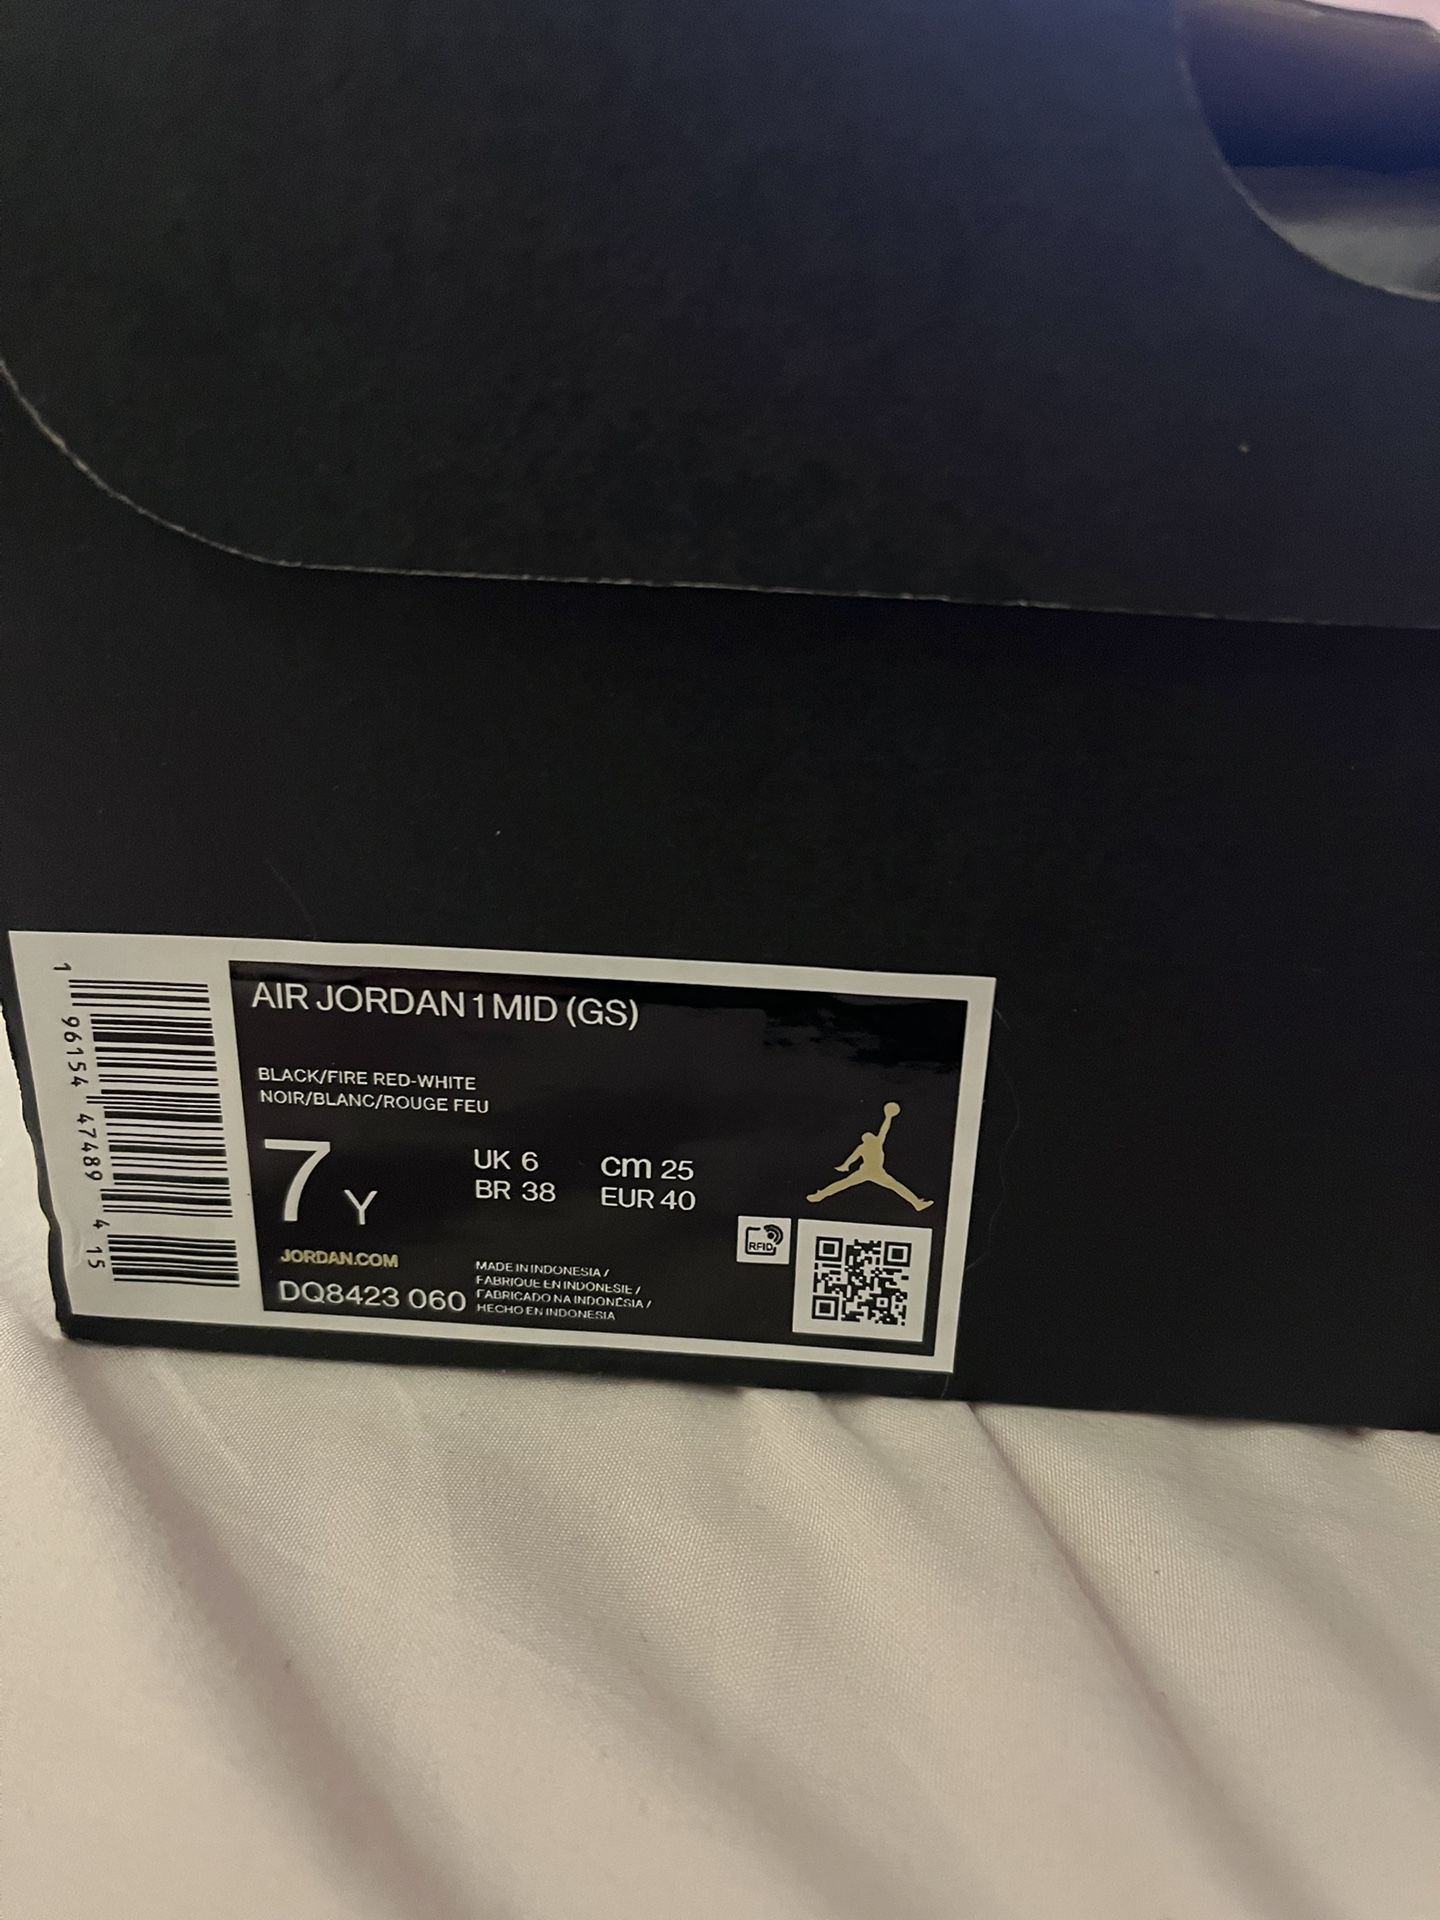 AIR JORDAN 1 MID (GS)
BLACK/FIRE RED-WHITE
NOIR/BLANC/ROUGE FEU
7 Y
UK 6
BR 38
cm 25
EUR 40
JORDAN.COM
DQ8423 060
MADE IN INDONESIA /
FABRIQUE EN INDONESIE /
FABRICADO NA INDONÉSIA /
HECHO EN INDONESIA
RFID
1 96154 47489 4 15